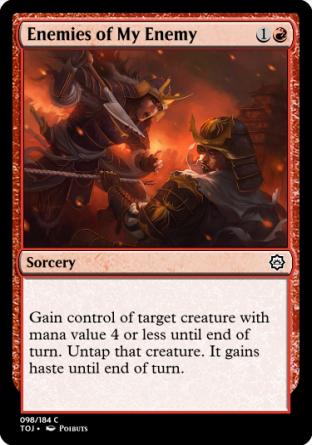 Enemies of My Enemy 1
Sorcery
Gain control of target creature with
mana value 4 or less until end of
turn. Untap that creature. It gains
haste until end of turn.
098/184 C
TOJ • POIBUTS